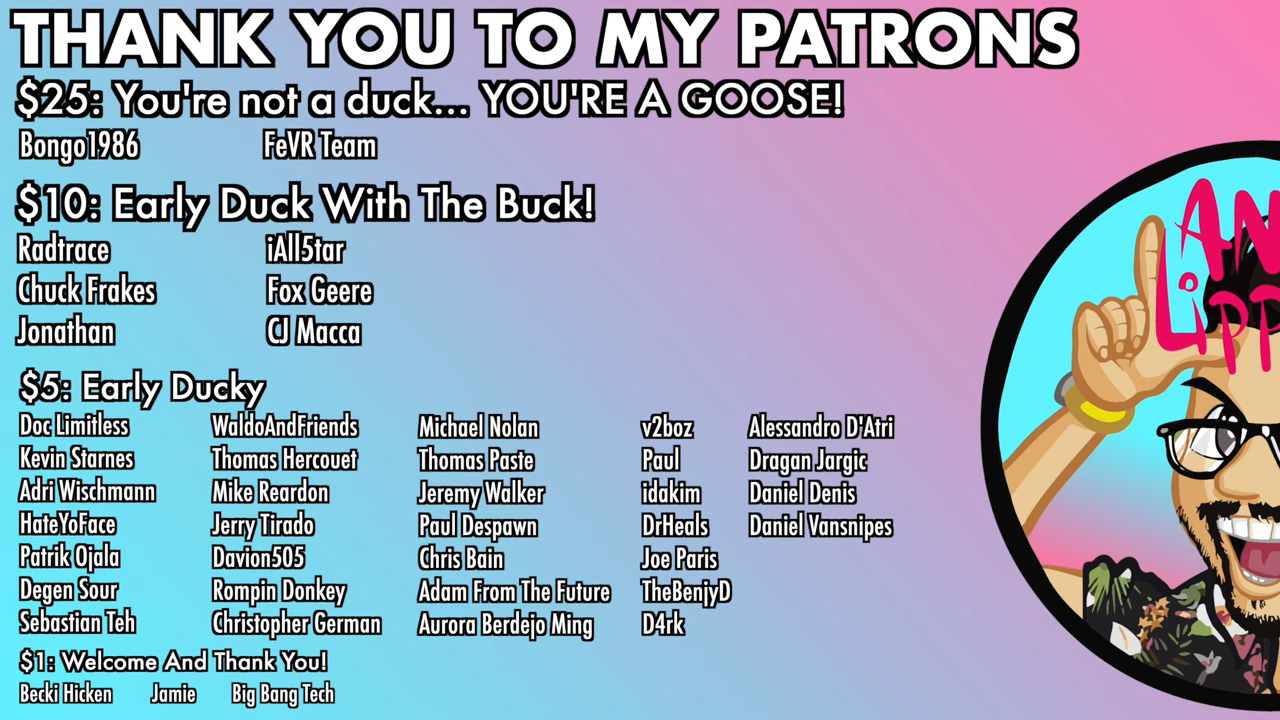 THANK YOU TO MY PATRONS
$25: You're not a duck... YOU'RE A GOOSE!
Bongo1986 FeVR Team
$10: Early Duck With The Buck!
Radtrace iAll5tar
Chuck Frakes Fox Geere
Jonathan CJ Macca
$5: Early Ducky
Doc Limitless WaldoAndFriends Michael Nolan v2boz Alessandro D'Atri
Kevin Starnes Thomas Hercouet Thomas Paste Paul Dragan Jargic
Adri Wischmann Mike Reardon Jeremy Walker idakim Daniel Denis
HateYoFace Jerry Tirado Paul Despawn DrHeals Daniel Vansnipes
Patrik Ojala Davion505 Chris Bain Joe Paris
Degen Sour Rompin Donkey Adam From The Future TheBenjyD
Sebastian Teh Christopher German Aurora Berdejo Ming D4rk
$1: Welcome And Thank You!
Becki Hicken Jamie Big Bang Tech